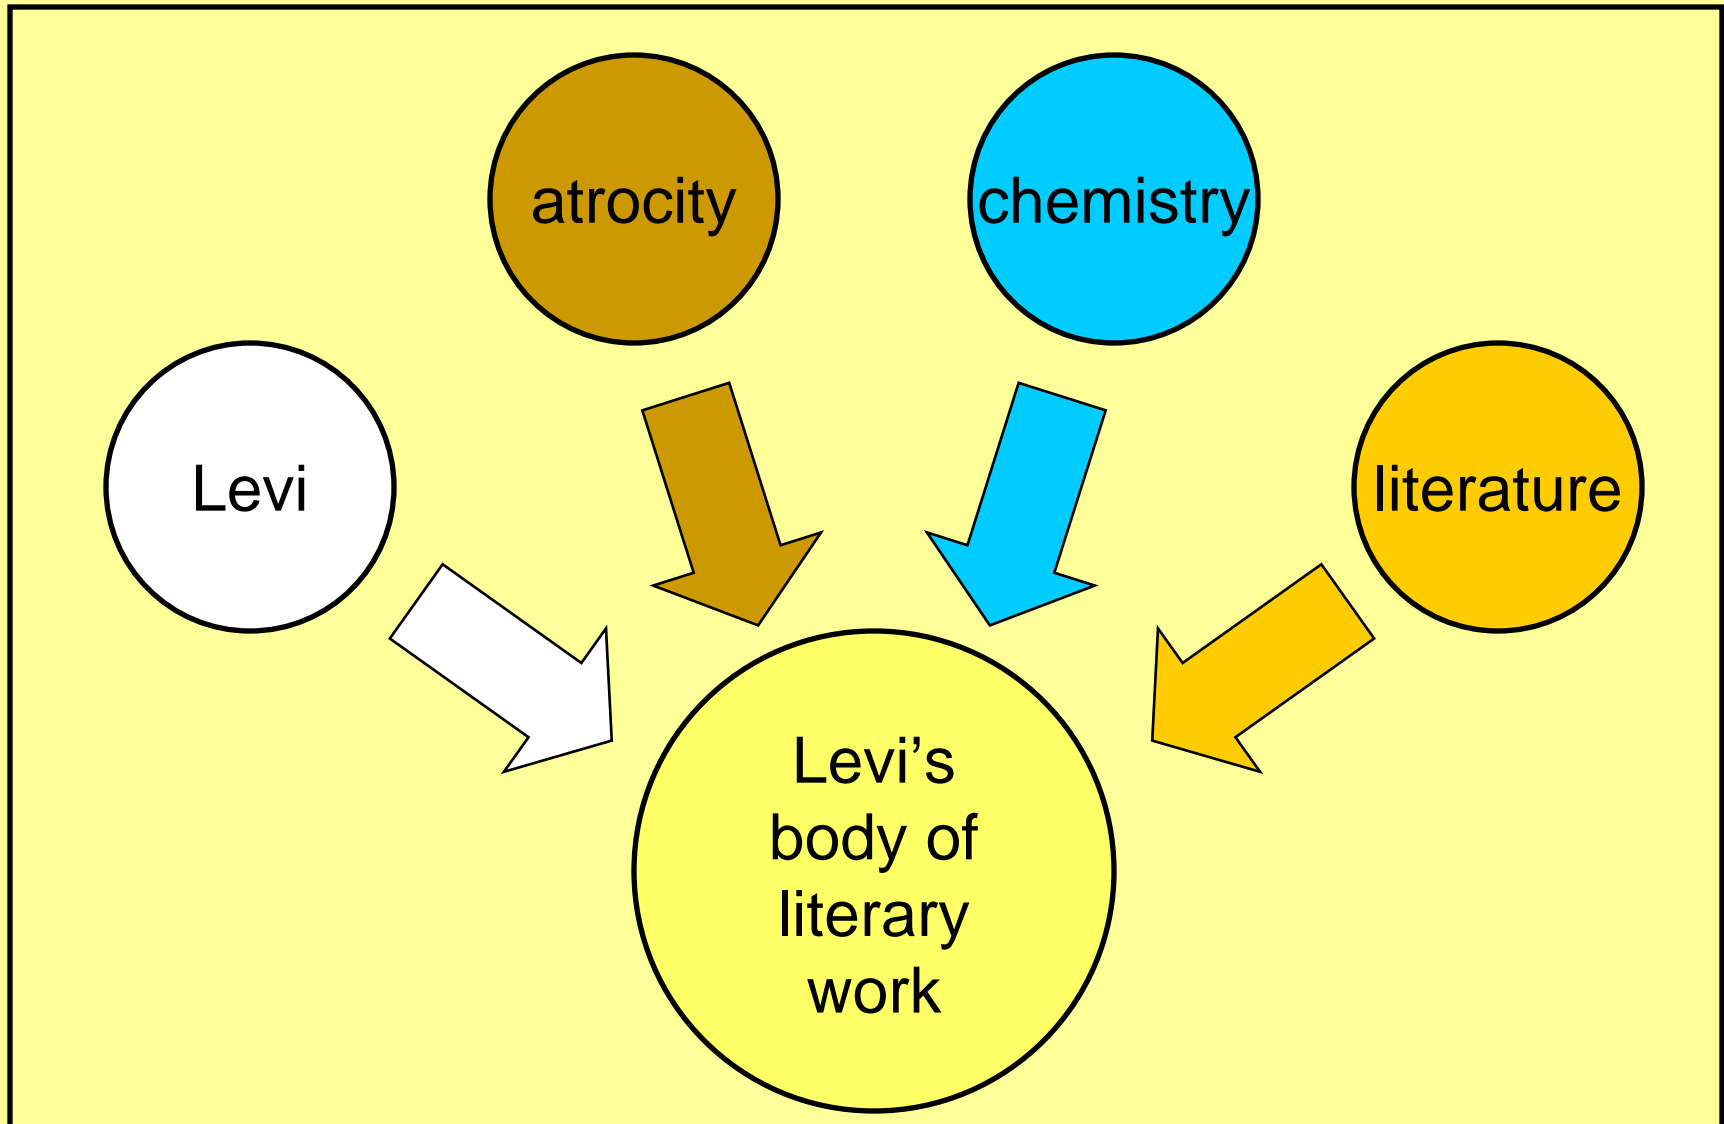 atrocity
chemistry
Levi
literature
Levi’s
body of
literary
work